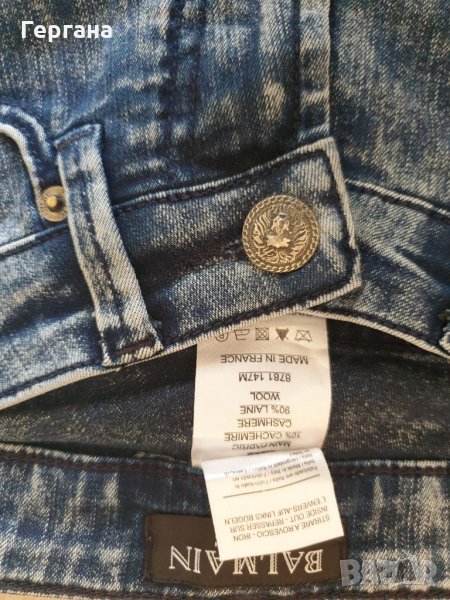 Гергана
MADE IN FRANCE
8781 147M
WOOL
90% LAINE
CASHMERE
10% CACHEMIRE
MAIN FABRIC
STIRARE A ROVESCIO - IRON
INSIDE OUT - REPASSER SUR
L'ENVERS - AUF LINKS BÜGELN
BALMAIN
BAZAR